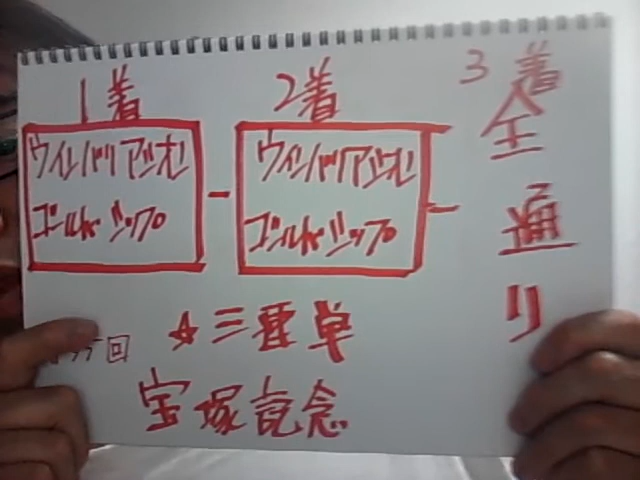 1着 2着 3着
ウインバリアシオン ウインバリアシオン 全
ゴールドシップ ゴールドシップ 通
り
回 ☆三連単
宝塚記念